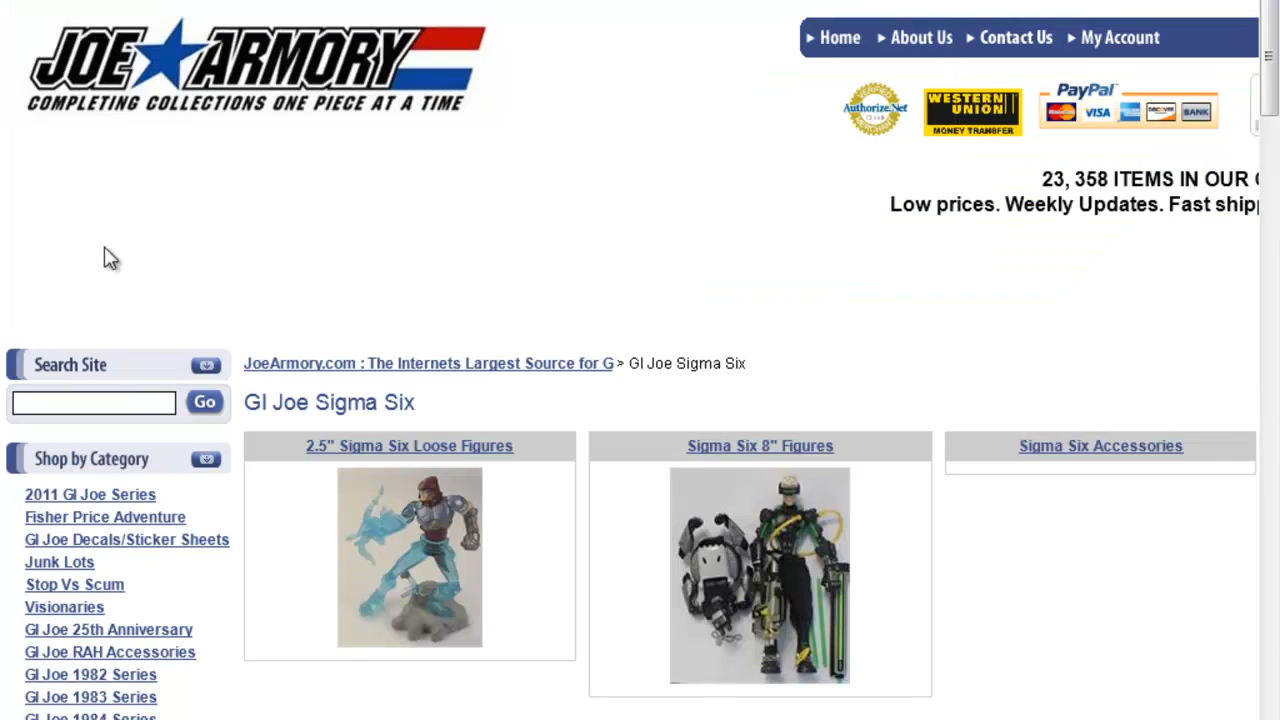 JOE ARMORY
COMPLETING COLLECTIONS ONE PIECE AT A TIME
Home About Us Contact Us My Account
Authorize.Net
WESTERN UNION
MONEY TRANSFER
PayPal
VISA
DISCOVER
BANK
23, 358 ITEMS IN OUR
Low prices. Weekly Updates. Fast
Search Site
Go
JoeArmory.com : The Internets Largest Source for G > GI Joe Sigma Six
GI Joe Sigma Six
2.5" Sigma Six Loose Figures
Sigma Six 8" Figures
Sigma Six Accessories
Shop by Category
2011 GI Joe Series
Fisher Price Adventure
GI Joe Decals/Sticker Sheets
Junk Lots
Stop Vs Scum
Visionaries
GI Joe 25th Anniversary
GI Joe RAH Accessories
GI Joe 1982 Series
GI Joe 1983 Series
GI Joe 1984 Series